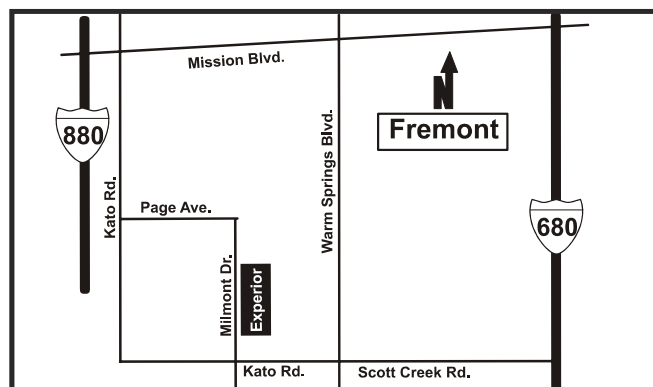 Mission Blvd.
N
Fremont
880
Kato Rd.
Page Ave.
Warm Springs Blvd.
680
Milmont Dr.
Experior
Kato Rd.
Scott Creek Rd.